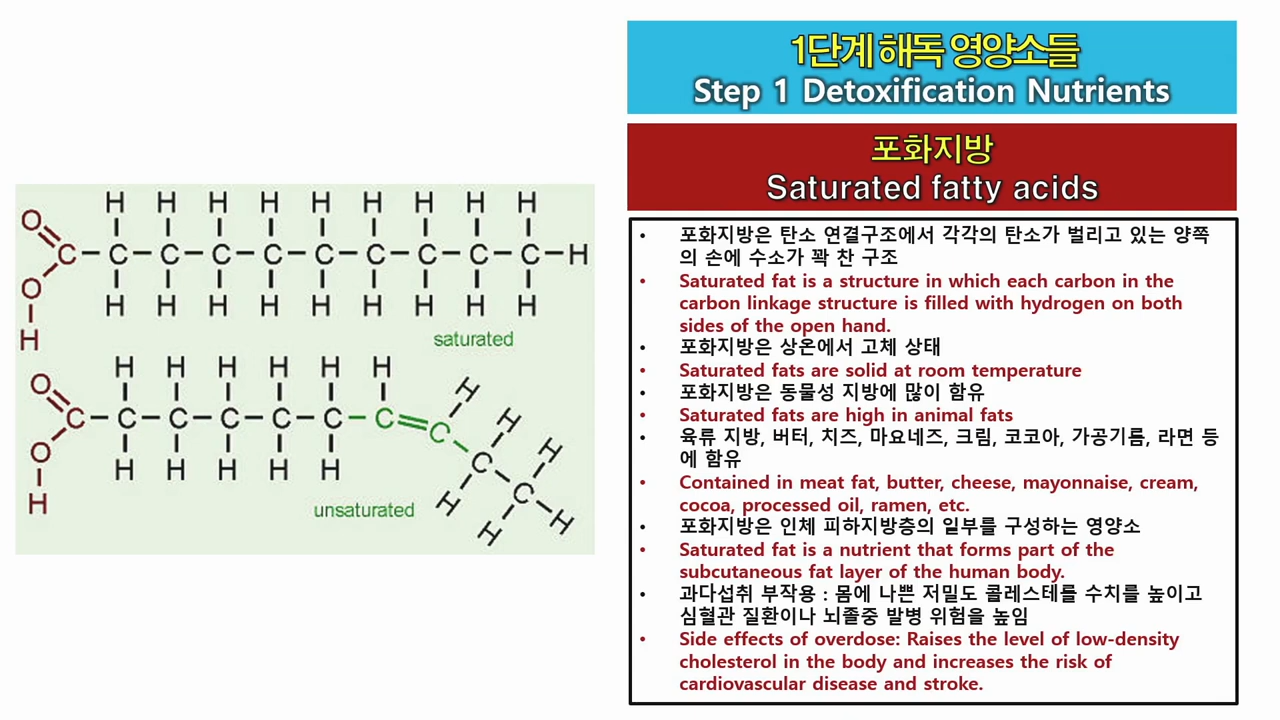 1단계 해독 영양소들
Step 1 Detoxification Nutrients
포화지방
Saturated fatty acids
• 포화지방은 탄소 연결구조에서 각각의 탄소가 벌리고 있는 양쪽
의 손에 수소가 꽉 찬 구조
• Saturated fat is a structure in which each carbon in the
carbon linkage structure is filled with hydrogen on both
sides of the open hand.
• 포화지방은 상온에서 고체 상태
• Saturated fats are solid at room temperature
• 포화지방은 동물성 지방에 많이 함유
• Saturated fats are high in animal fats
• 육류 지방, 버터, 치즈, 마요네즈, 크림, 코코아, 가공기름, 라면 등
에 함유
• Contained in meat fat, butter, cheese, mayonnaise, cream,
cocoa, processed oil, ramen, etc.
• 포화지방은 인체 피하지방층의 일부를 구성하는 영양소
• Saturated fat is a nutrient that forms part of the
subcutaneous fat layer of the human body.
• 과다섭취 부작용 : 몸에 나쁜 저밀도 콜레스테롤 수치를 높이고
심혈관 질환이나 뇌졸중 발병 위험을 높임
• Side effects of overdose: Raises the level of low-density
cholesterol in the body and increases the risk of
cardiovascular disease and stroke.
H H H H H H H H H
O
C C C C C C C C C C H
O
H H H H H H H H H
H
saturated
H H H H H H
O
H
C C C C C C C C
H
O
C H
H H H H H
C
H
H
H
H
unsaturated